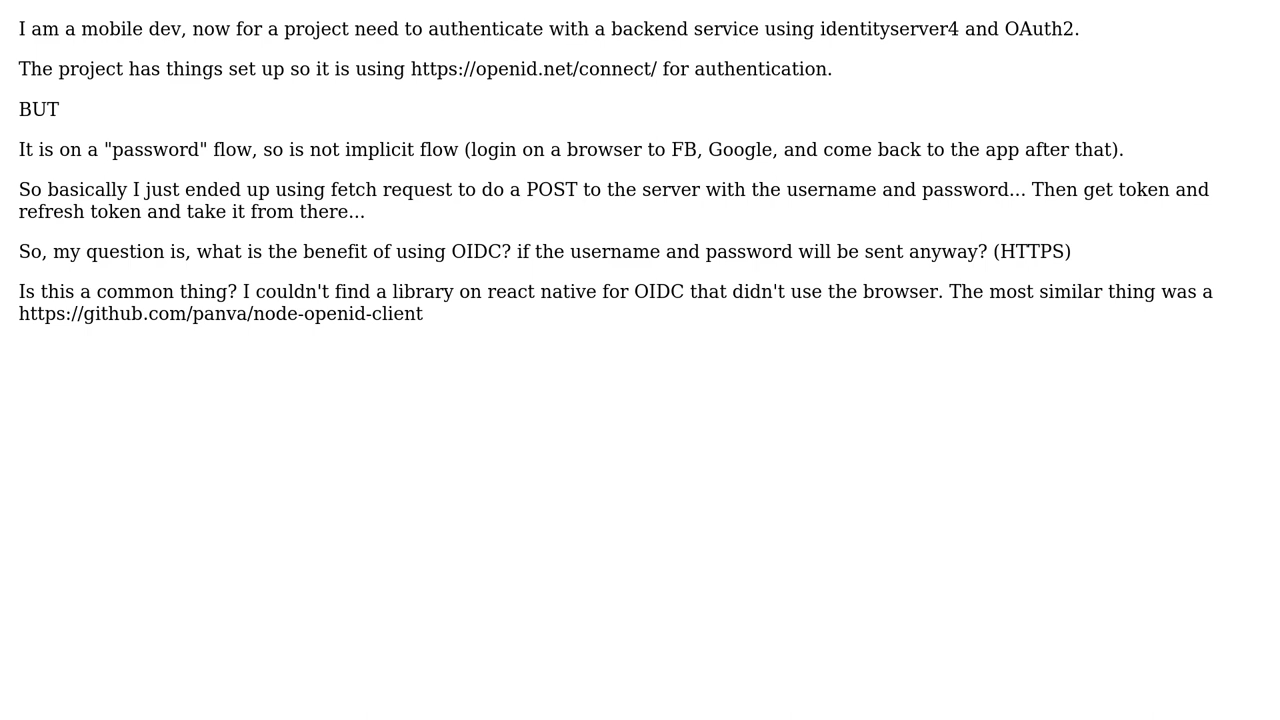 I am a mobile dev, now for a project need to authenticate with a backend service using identityserver4 and OAuth2.
The project has things set up so it is using https://openid.net/connect/ for authentication.
BUT
It is on a "password" flow, so is not implicit flow (login on a browser to FB, Google, and come back to the app after that).
So basically I just ended up using fetch request to do a POST to the server with the username and password... Then get token and
refresh token and take it from there...
So, my question is, what is the benefit of using OIDC? if the username and password will be sent anyway? (HTTPS)
Is this a common thing? I couldn't find a library on react native for OIDC that didn't use the browser. The most similar thing was a
https://github.com/panva/node-openid-client